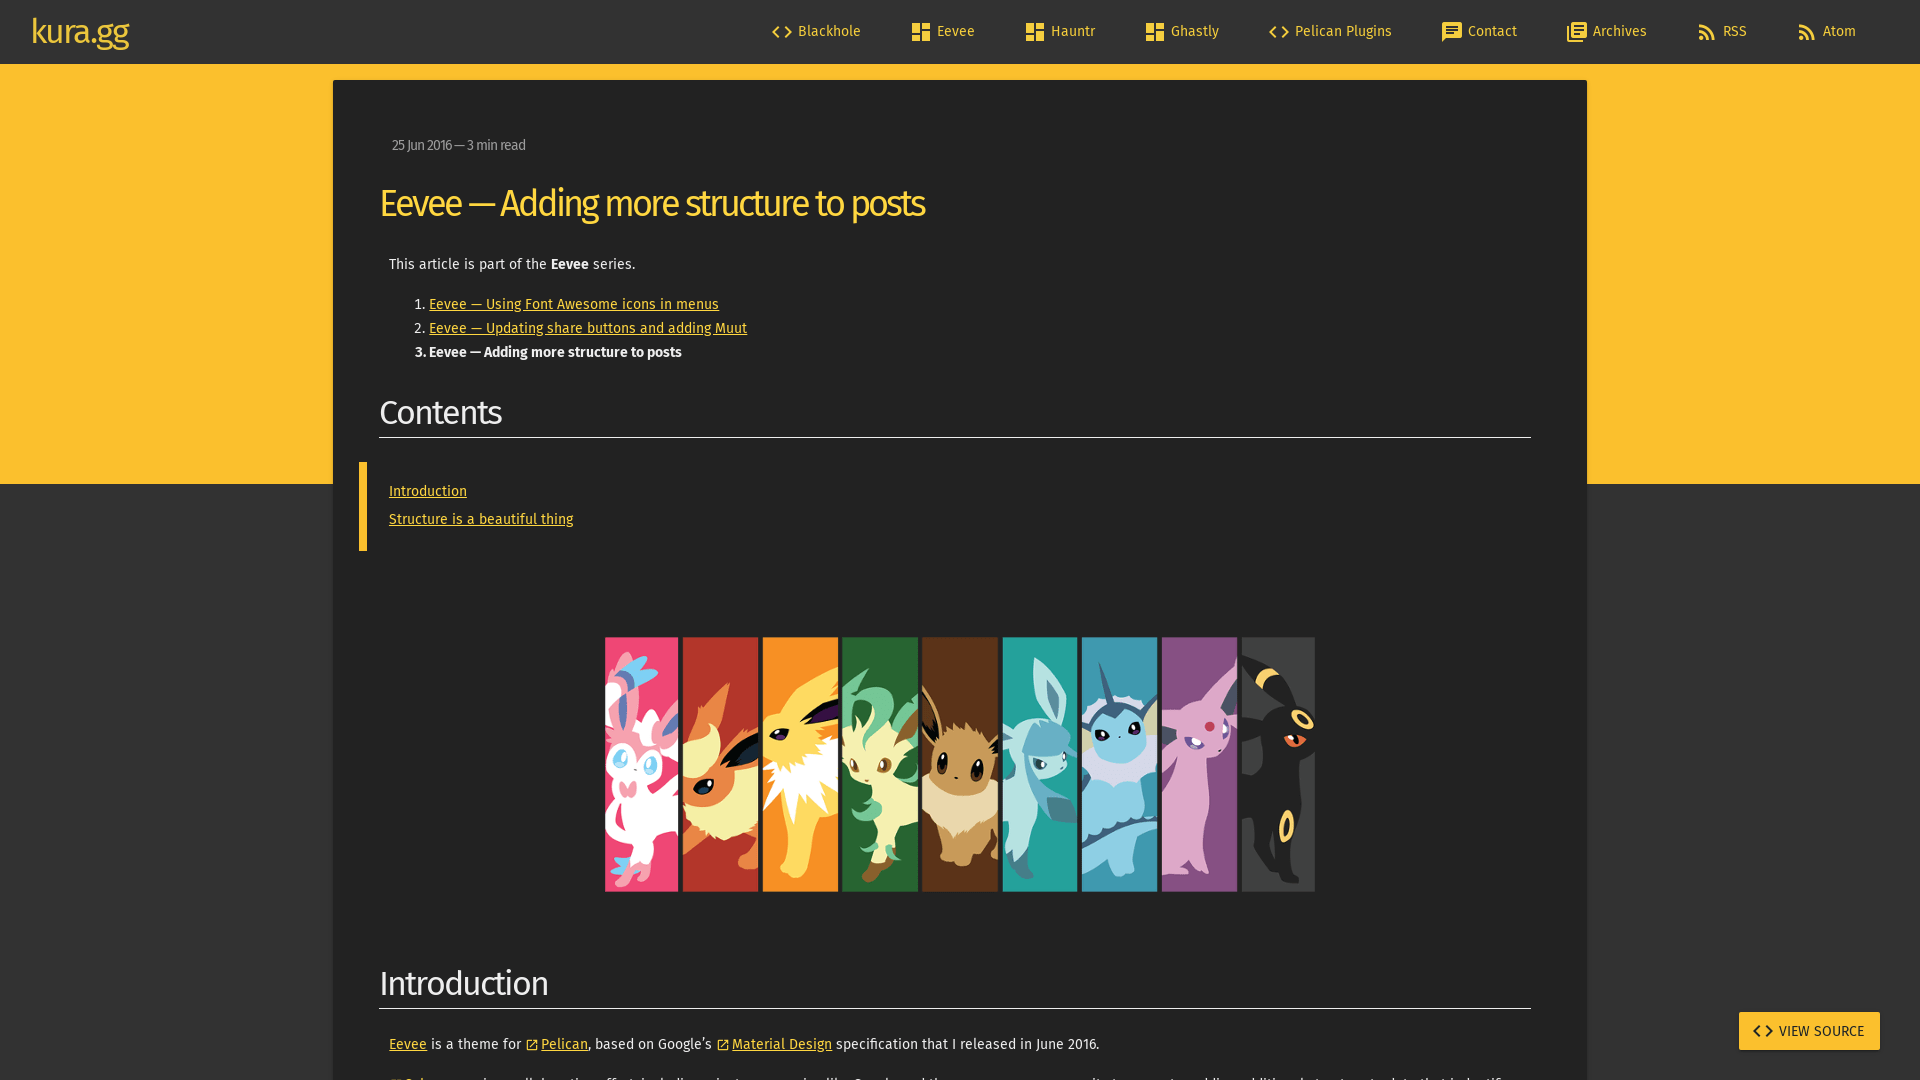 kura.gg
Blackhole
Eevee
Hauntr
Ghastly
Pelican Plugins
Contact
Archives
RSS
Atom
25 Jun 2016 — 3 min read
Eevee — Adding more structure to posts
This article is part of the Eevee series.
1. Eevee — Using Font Awesome icons in menus
2. Eevee — Updating share buttons and adding Muut
3. Eevee — Adding more structure to posts
Contents
Introduction
Structure is a beautiful thing
Introduction
Eevee is a theme for Pelican, based on Google’s Material Design specification that I released in June 2016.
VIEW SOURCE